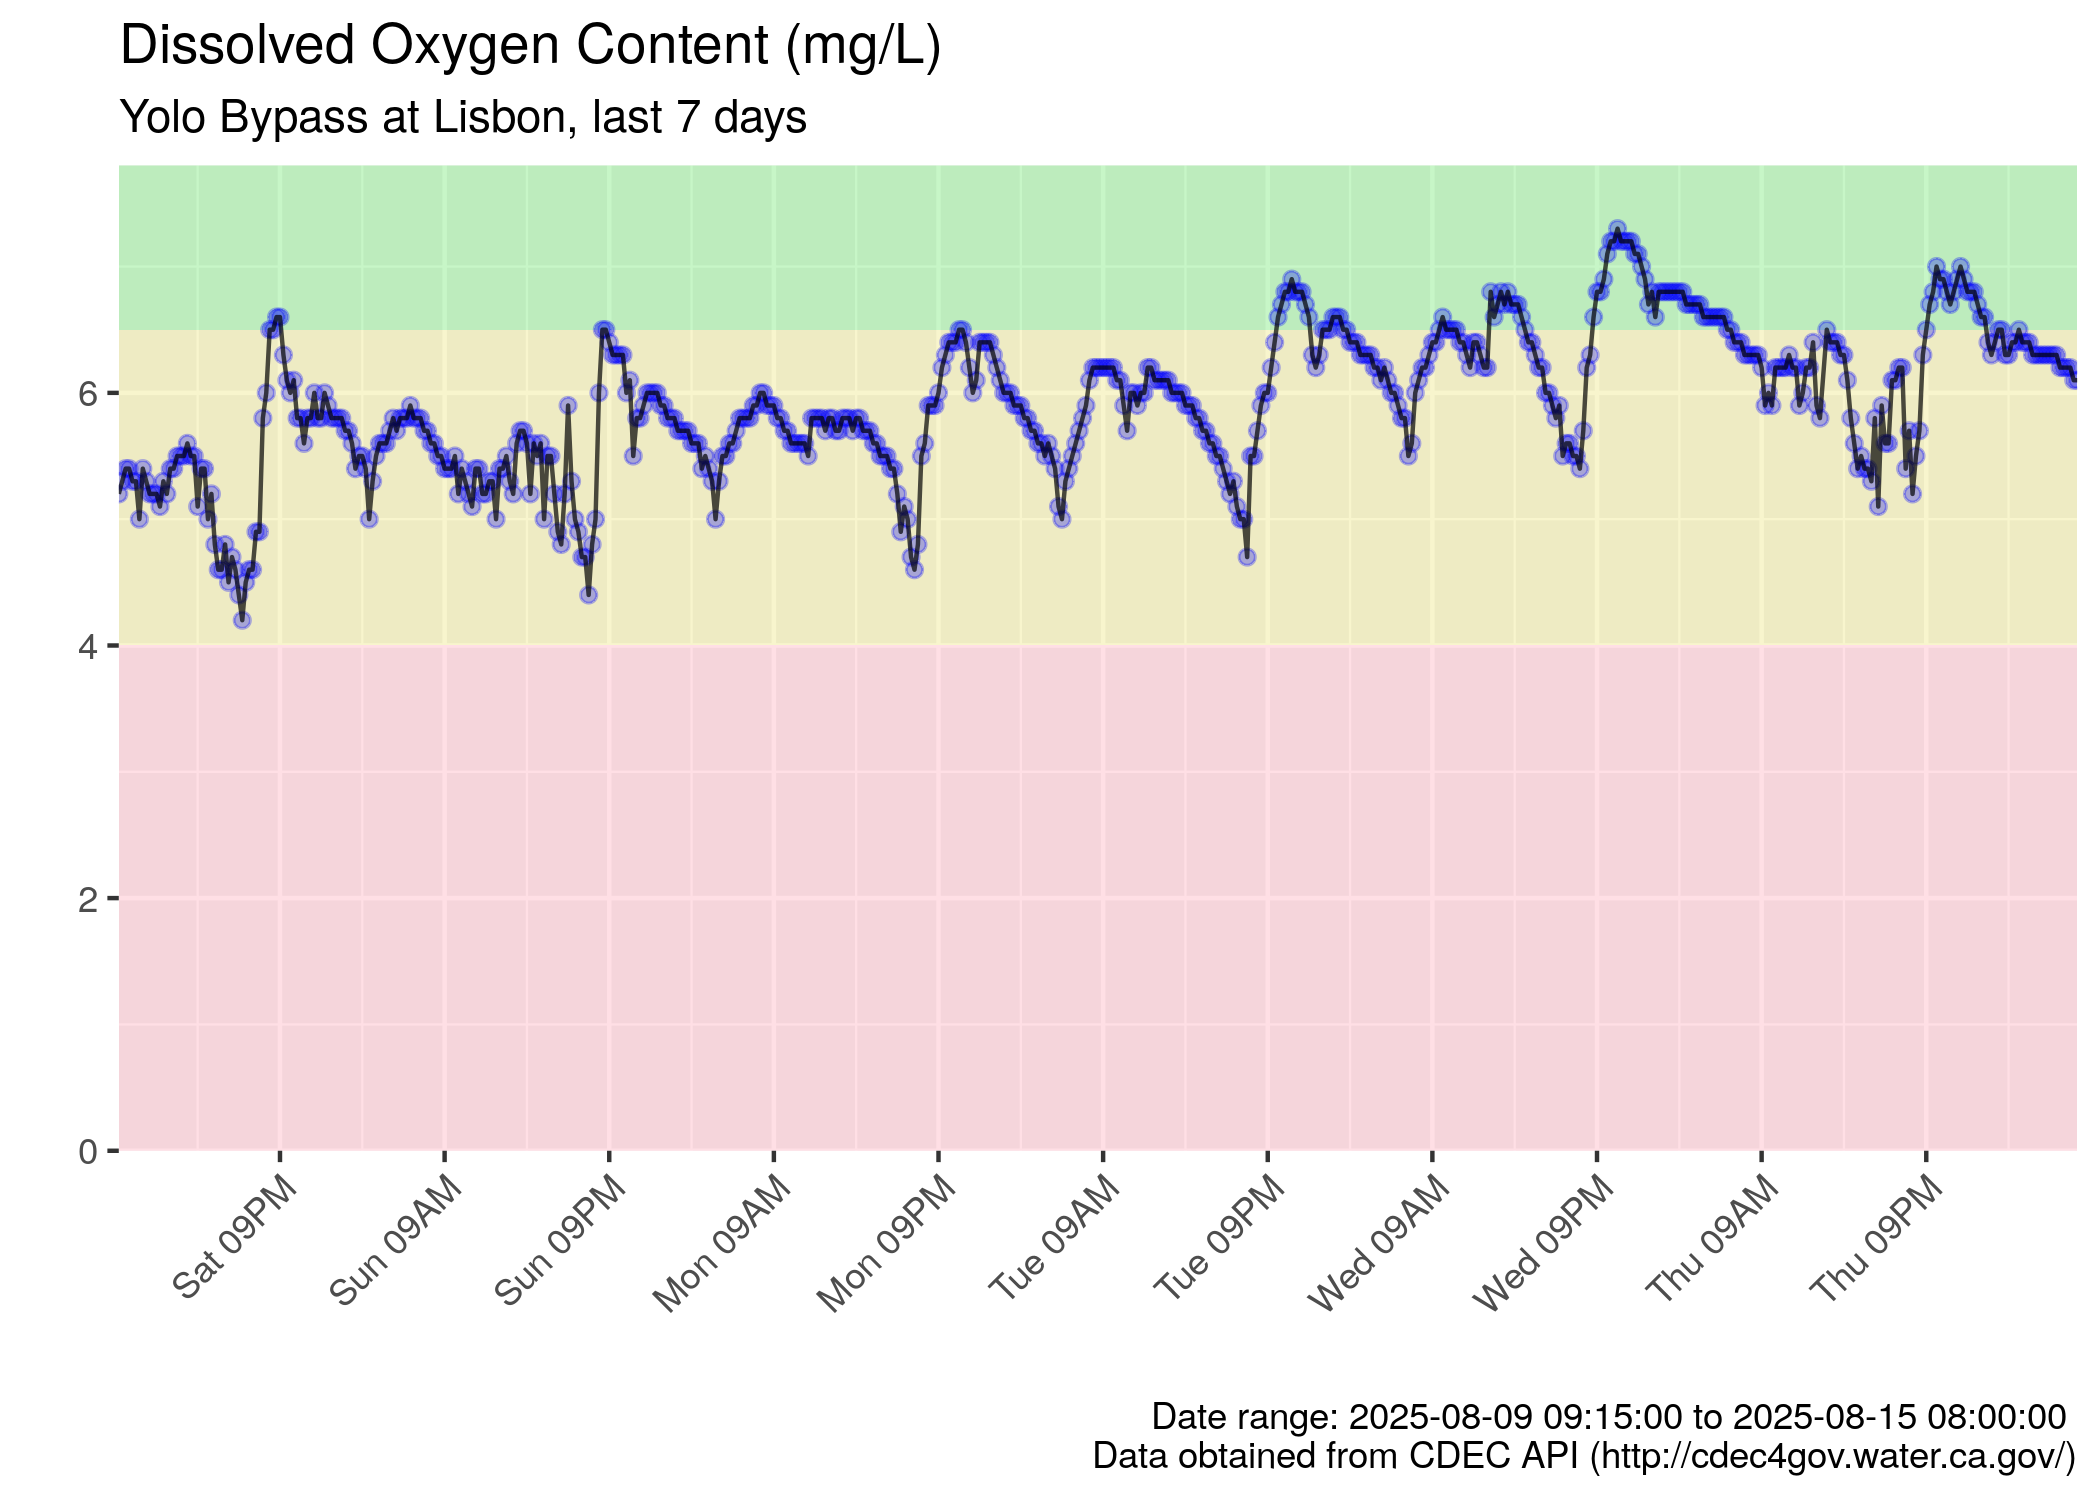 Dissolved Oxygen Content (mg/L)
Yolo Bypass at Lisbon, last 7 days
6
4
2
0
Sat 09PM
Sun 09AM
Sun 09PM
Mon 09AM
Mon 09PM
Tue 09AM
Tue 09PM
Wed 09AM
Wed 09PM
Thu 09AM
Thu 09PM
Date range: 2025-08-09 09:15:00 to 2025-08-15 08:00:00
Data obtained from CDEC API (http://cdec4gov.water.ca.gov/)